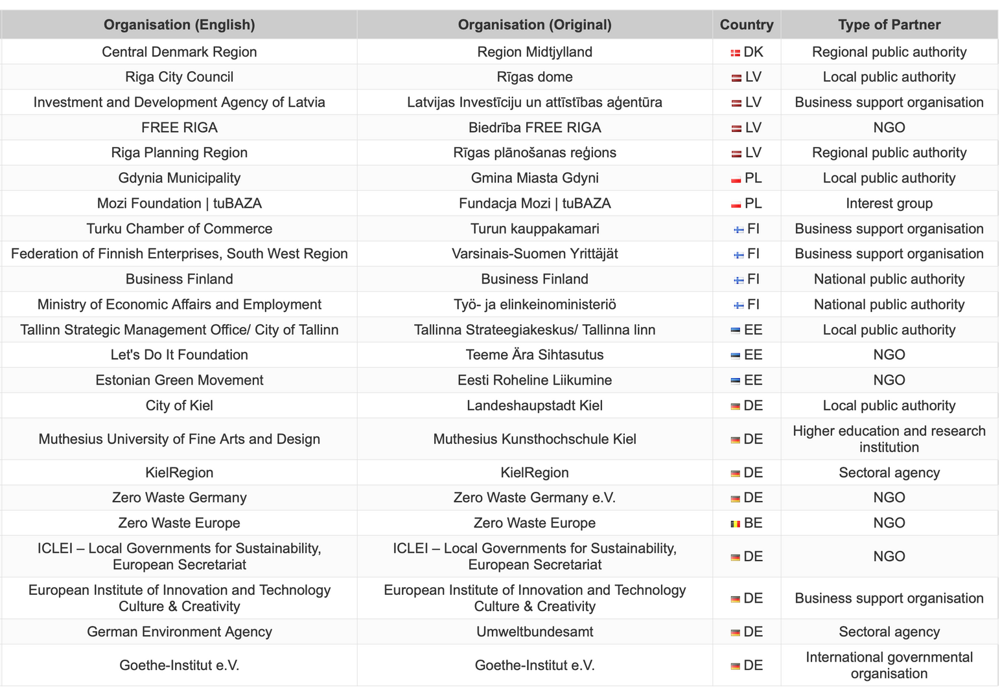 Organisation (English) Organisation (Original) Country Type of Partner
Central Denmark Region Region Midtjylland DK Regional public authority
Riga City Council Rīgas dome LV Local public authority
Investment and Development Agency of Latvia Latvijas Investīciju un attīstības aģentūra LV Business support organisation
FREE RIGA Biedrība FREE RIGA LV NGO
Riga Planning Region Rīgas plānošanas reģions LV Regional public authority
Gdynia Municipality Gmina Miasta Gdyni PL Local public authority
Mozi Foundation | tuBAZA Fundacja Mozi | tuBAZA PL Interest group
Turku Chamber of Commerce Turun kauppakamari FI Business support organisation
Federation of Finnish Enterprises, South West Region Varsinais-Suomen Yrittäjät FI Business support organisation
Business Finland Business Finland FI National public authority
Ministry of Economic Affairs and Employment Työ- ja elinkeinoministeriö FI National public authority
Tallinn Strategic Management Office/ City of Tallinn Tallinna Strateegiakeskus/ Tallinna linn EE Local public authority
Let's Do It Foundation Teeme Ära Sihtasutus EE NGO
Estonian Green Movement Eesti Roheline Liikumine EE NGO
City of Kiel Landeshaupstadt Kiel DE Local public authority
Muthesius University of Fine Arts and Design Muthesius Kunsthochschule Kiel DE Higher education and research
institution
KielRegion KielRegion DE Sectoral agency
Zero Waste Germany Zero Waste Germany e.V. DE NGO
Zero Waste Europe Zero Waste Europe BE NGO
ICLEI – Local Governments for Sustainability, ICLEI – Local Governments for Sustainability, DE NGO
European Secretariat European Secretariat
European Institute of Innovation and Technology European Institute of Innovation and Technology DE Business support organisation
Culture & Creativity Culture & Creativity
German Environment Agency Umweltbundesamt DE Sectoral agency
Goethe-Institut e.V. Goethe-Institut e.V. DE International governmental
organisation